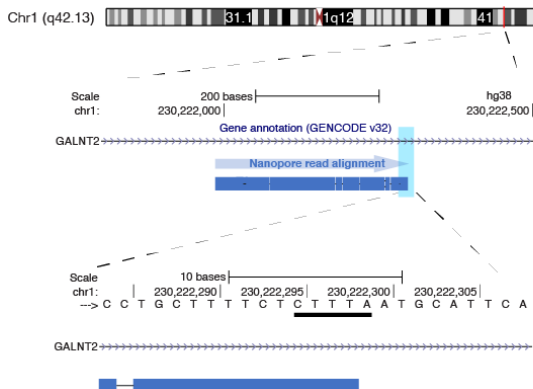 Chr1 (q42.13) 31.1 1q12 41
Scale 200 bases hg38
chr1: 230,222,000 230,222,500
Gene annotation (GENCODE v32)
GALNT2
Nanopore read alignment
Scale 10 bases
chr1: 230,222,290 230,222,295 230,222,300 230,222,305
---> C C T G C T T T T C T C T T T A A T G C A T T C A
GALNT2